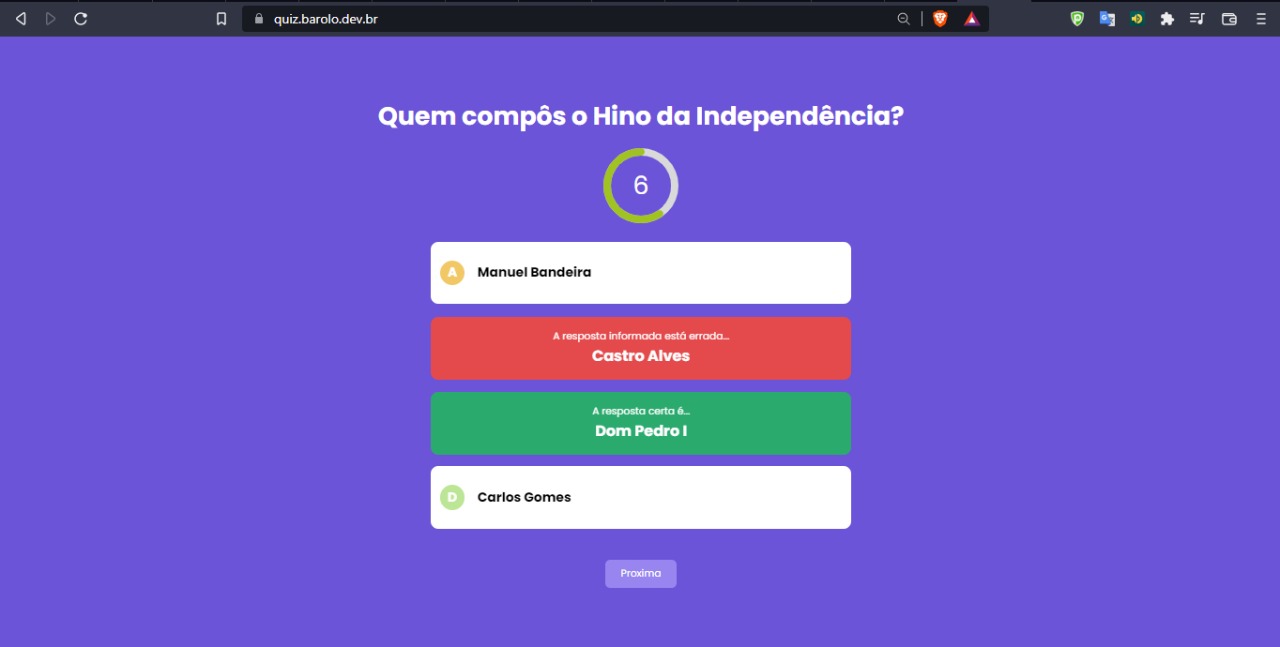 quiz.barolo.dev.br
Quem compôs o Hino da Independência?
6
A Manuel Bandeira
A resposta informada está errada...
Castro Alves
A resposta certa é...
Dom Pedro I
D Carlos Gomes
Proxima